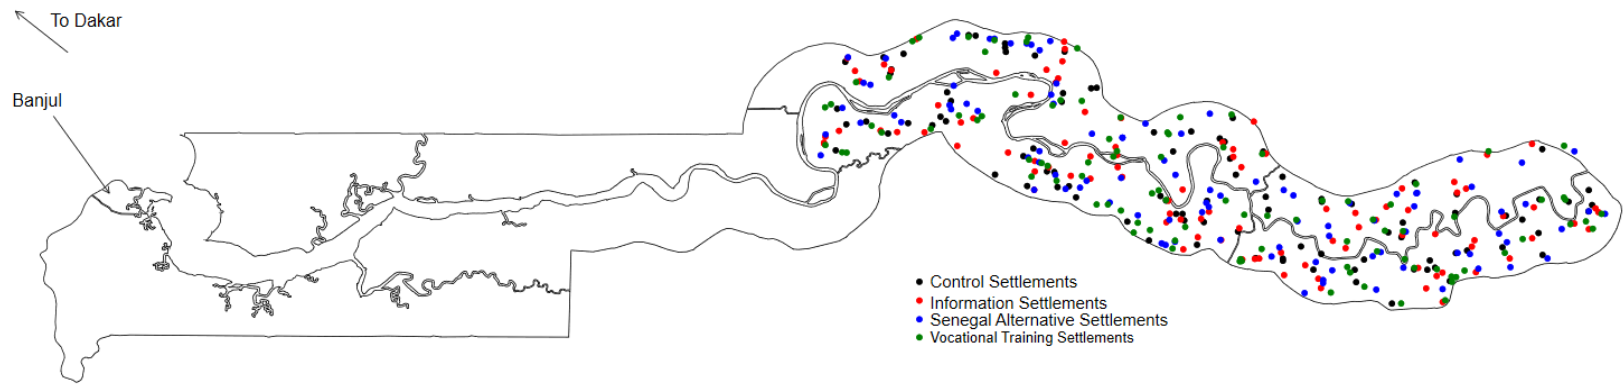 To Dakar
Banjul
Control Settlements
Information Settlements
Senegal Alternative Settlements
Vocational Training Settlements